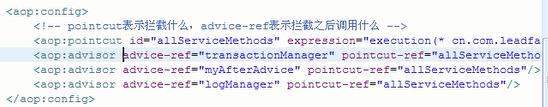 <aop:config>
<!-- pointcut表示拦截什么，advice-ref表示拦截之后调用什么 -->
<aop:pointcut id="allServiceMethods" expression="execution(* cn.com.leadfa
<aop:advisor advice-ref="transactionManager" pointcut-ref="allServiceMetho
<aop:advisor advice-ref="myAfterAdvice" pointcut-ref="allServiceMethods"/>
<aop:advisor advice-ref="logManager" pointcut-ref="allServiceMethods"/>
</aop:config>